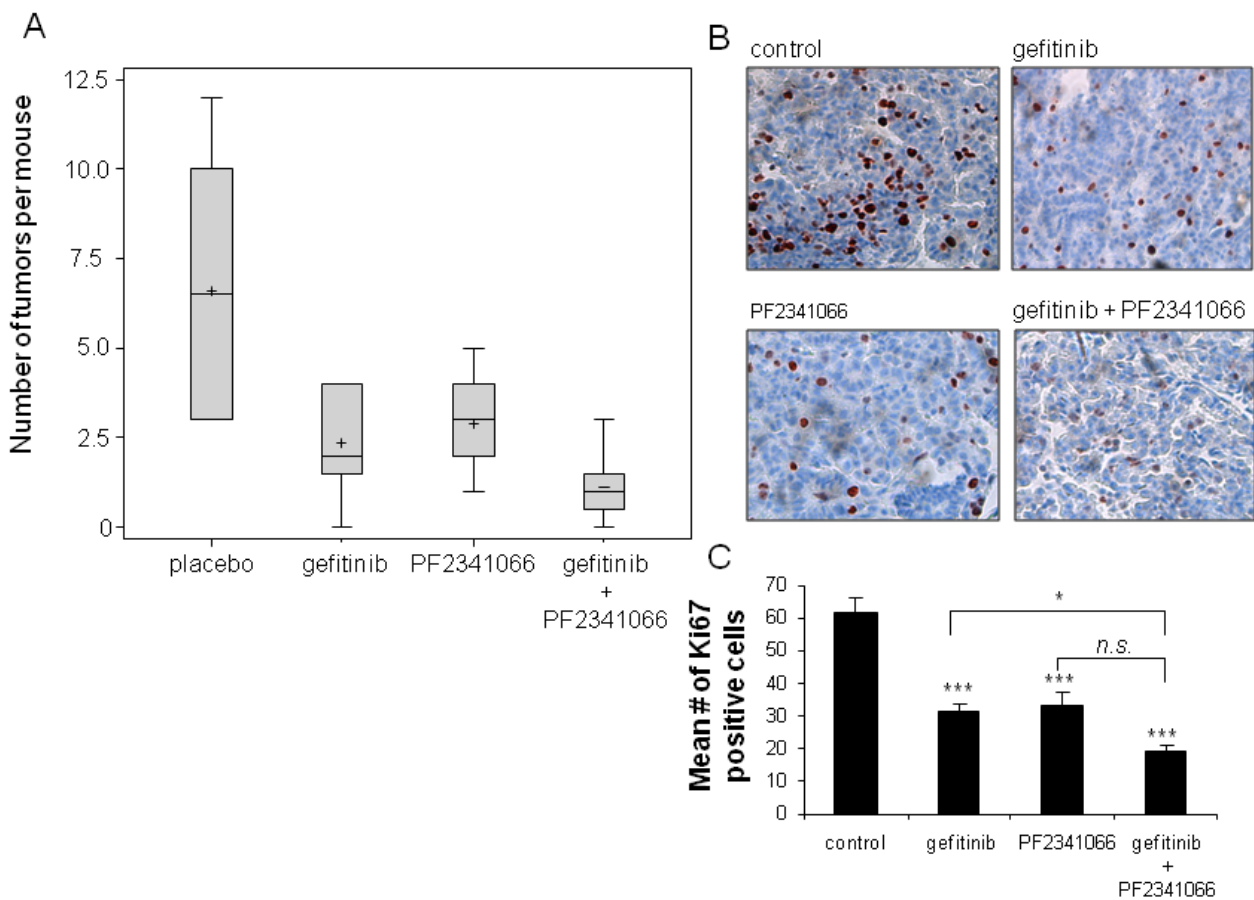 A
Number of tumors per mouse
12.5
10.0
7.5
5.0
2.5
0
placebo
gefitinib
PF2341066
gefitinib
+
PF2341066
B
control
gefitinib
PF2341066
gefitinib + PF2341066
C
Mean # of Ki67
positive cells
70
60
50
40
30
20
10
0
*
n.s.
***
***
***
control
gefitinib
PF2341066
gefitinib
+
PF2341066